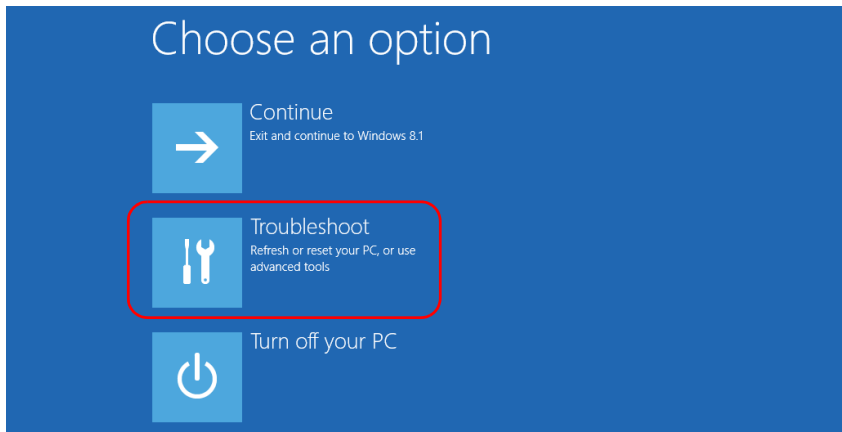 Choose an option
Continue
Exit and continue to Windows 8.1
Troubleshoot
Refresh or reset your PC, or use
advanced tools
Turn off your PC